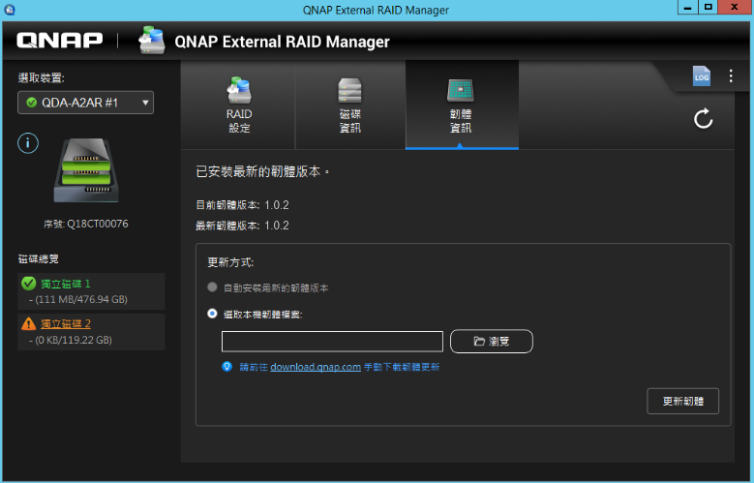 QNAP External RAID Manager
QNAP
QNAP External RAID Manager
選取裝置:
QDA-A2AR #1
序號: Q18CT00076
磁碟總覽
獨立磁碟 1
- (111 MB/476.94 GB)
獨立磁碟 2
- (0 KB/119.22 GB)
RAID
設定
磁碟
資訊
韌體
資訊
LOG
已安裝最新的韌體版本。
目前韌體版本: 1.0.2
最新韌體版本: 1.0.2
更新方式:
自動安裝最新的韌體版本
選取本機韌體檔案:
瀏覽
請前往 download.qnap.com 手動下載韌體更新
更新韌體